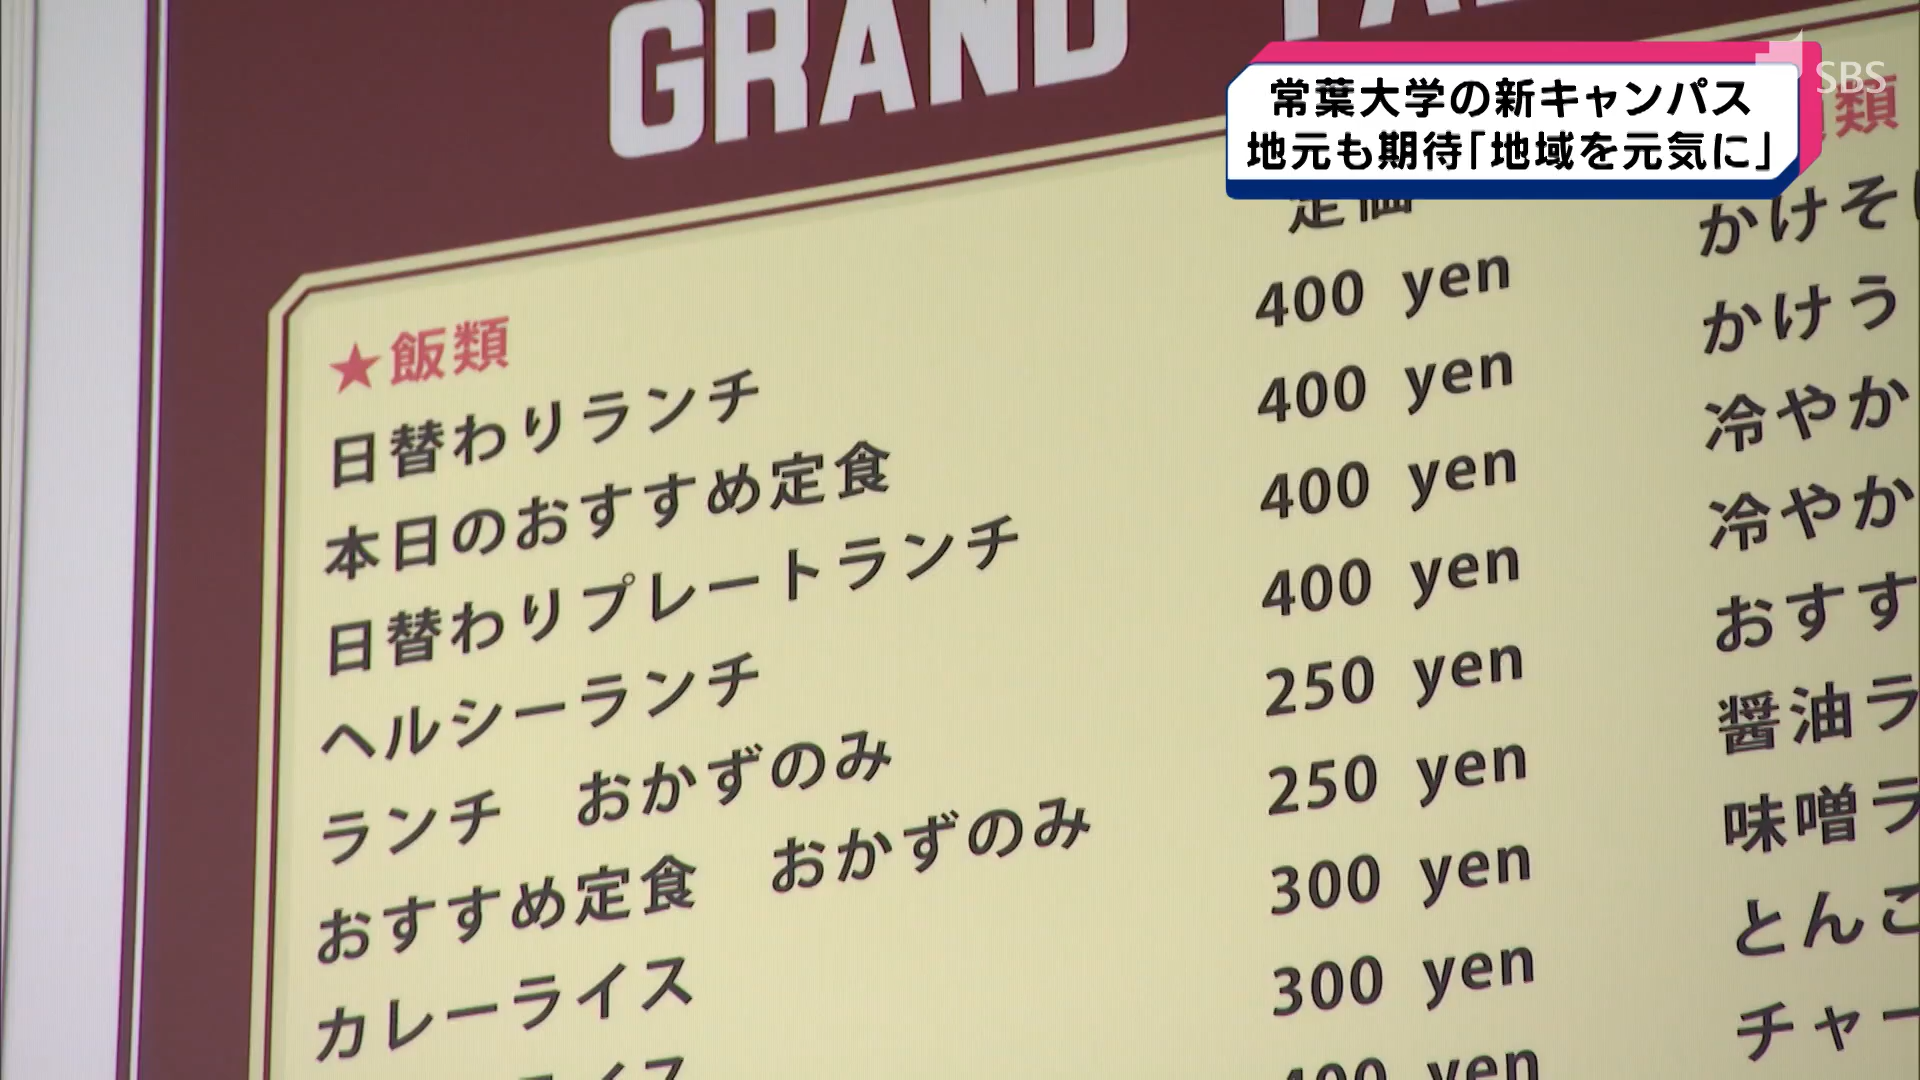 GRAND
SBS
常葉大学の新キャンパス
地元も期待「地域を元気に」
類
定価
★飯類
日替わりランチ 400 yen
本日のおすすめ定食 400 yen
日替わりプレートランチ 400 yen
ヘルシーランチ 400 yen
ランチ おかずのみ 250 yen
おすすめ定食 おかずのみ 250 yen
カレーライス 300 yen
300 yen
400 yen
かけそ
かけう
冷やか
冷やか
おすす
醤油ラ
味噌ラ
とんこ
チャー